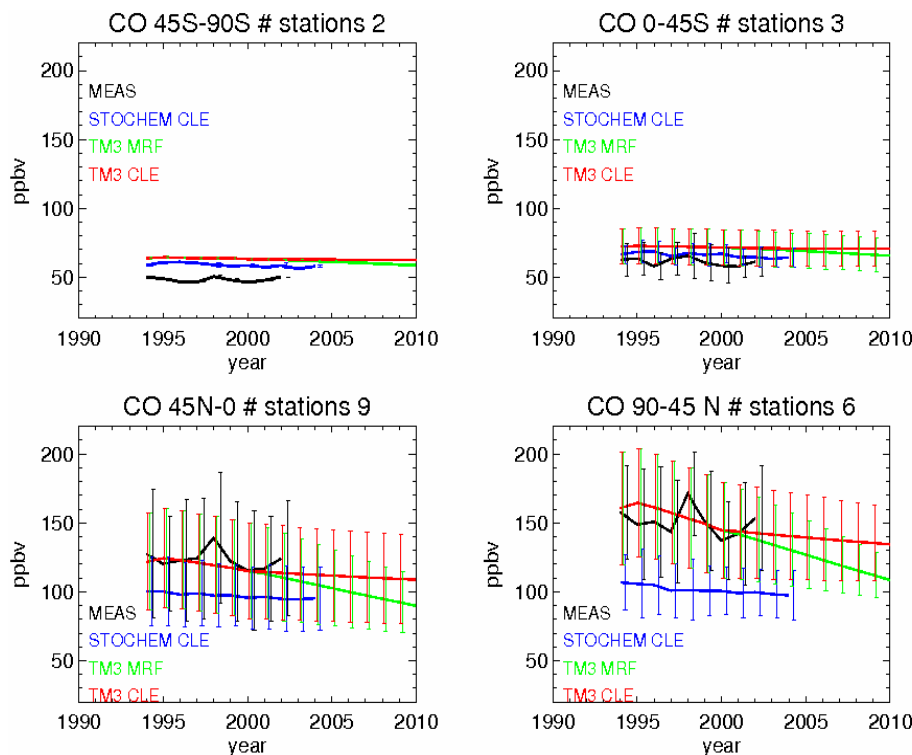 CO 45S-90S # stations 2
200
150
100
50
ppbv
MEAS
STOCHEM CLE
TM3 MRF
TM3 CLE
1990 1995 2000 2005 2010
year
CO 0-45S # stations 3
200
150
100
50
ppbv
MEAS
STOCHEM CLE
TM3 MRF
TM3 CLE
1990 1995 2000 2005 2010
year
CO 45N-0 # stations 9
200
150
100
50
ppbv
MEAS
STOCHEM CLE
TM3 MRF
TM3 CLE
1990 1995 2000 2005 2010
year
CO 90-45 N # stations 6
200
150
100
50
ppbv
MEAS
STOCHEM CLE
TM3 MRF
TM3 CLE
1990 1995 2000 2005 2010
year